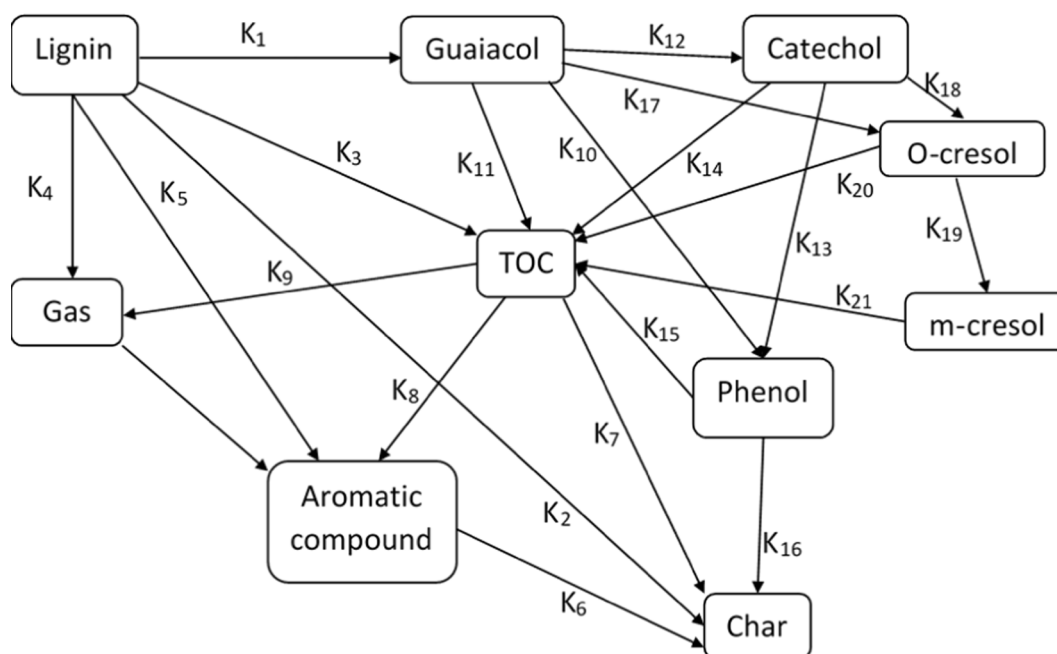 Lignin
K₁
Guaiacol
K₁₂
Catechol
K₁₈
K₁₇
O-cresol
K₃
K₁₁
K₁₀
K₁₄
K₂₀
K₄
K₅
K₁₉
K₁₃
TOC
K₉
Gas
K₂₁
m-cresol
K₁₅
Phenol
K₈
K₇
Aromatic
compound
K₂
K₁₆
K₆
Char